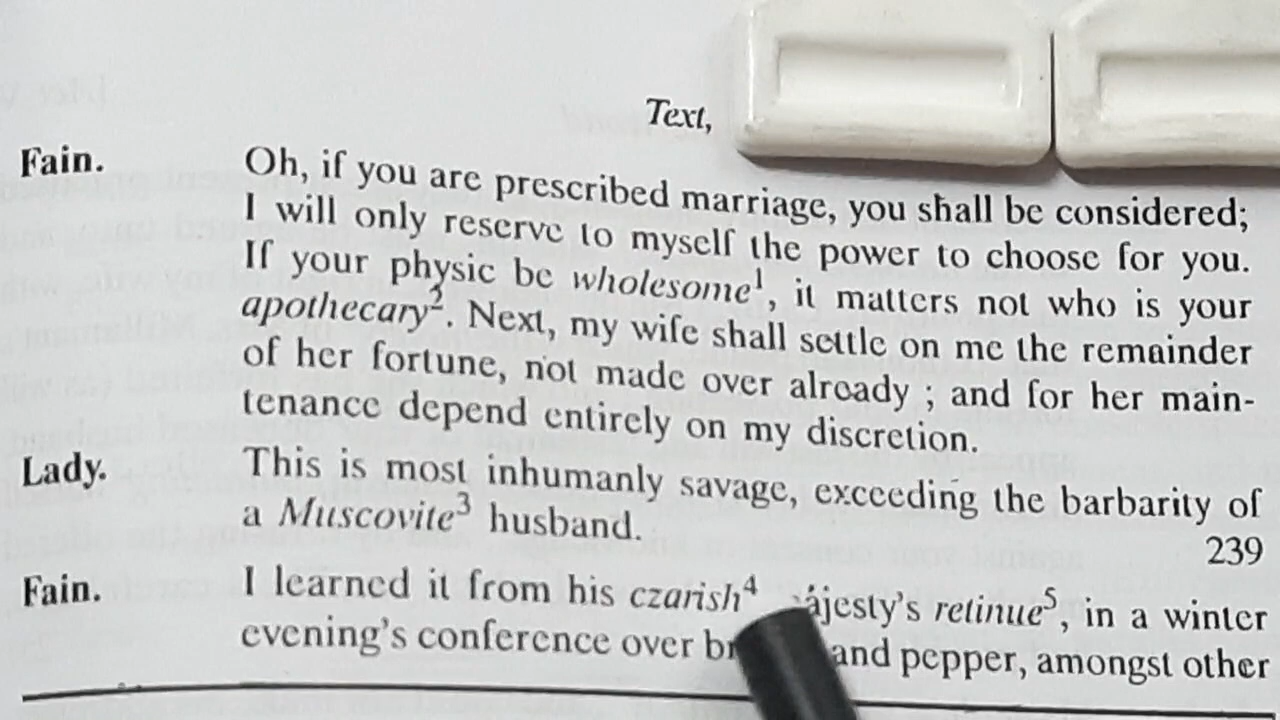 Text,
Fain. Oh, if you are prescribed marriage, you shall be considered;
I will only reserve to myself the power to choose for you.
If your physic be wholesome¹, it matters not who is your
apothecary². Next, my wife shall settle on me the remainder
of her fortune, not made over already ; and for her main-
tenance depend entirely on my discretion.
Lady. This is most inhumanly savage, exceeding the barbarity of
a Muscovite³ husband.
239
Fain. I learned it from his czarish⁴ retinue⁵, in a winter
evening's conference over and pepper, amongst other